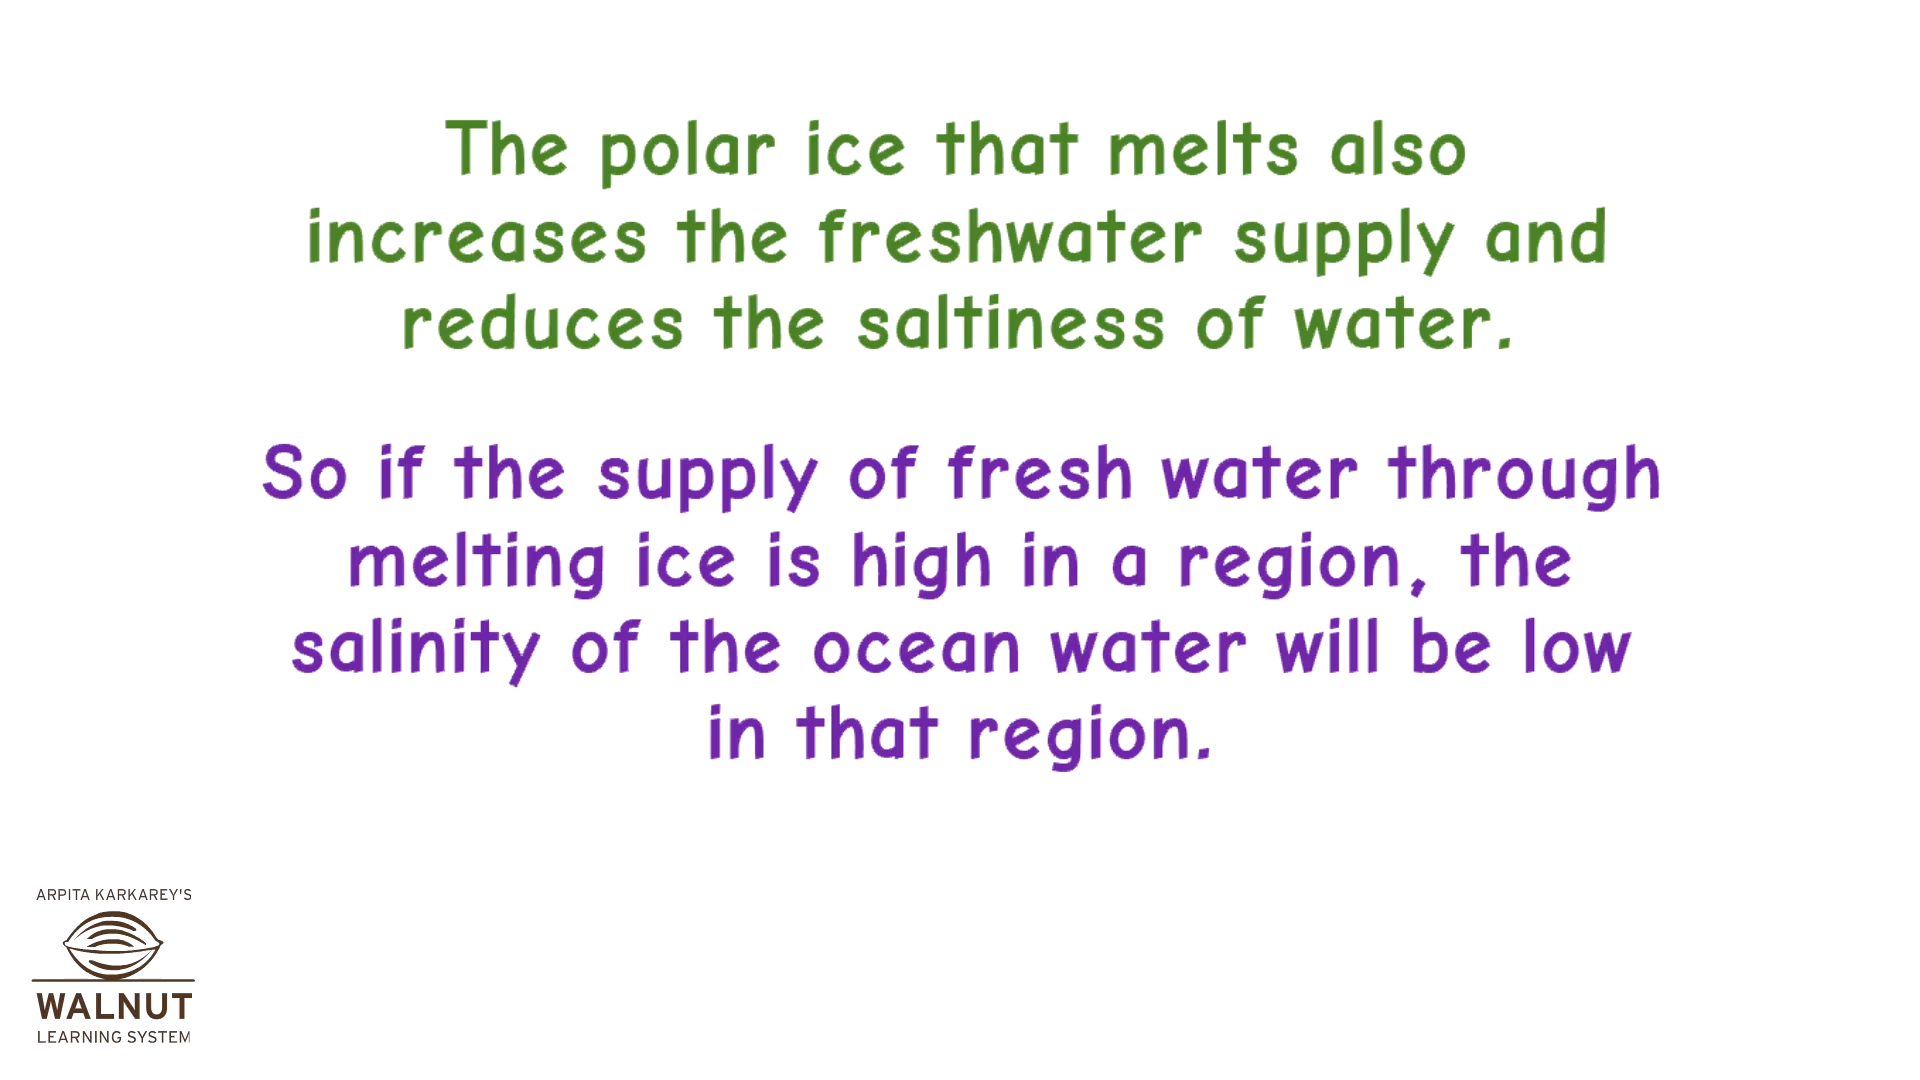 The polar ice that melts also
increases the freshwater supply and
reduces the saltiness of water.
So if the supply of fresh water through
melting ice is high in a region, the
salinity of the ocean water will be low
in that region.
ARPITA KARKAREY'S
WALNUT
LEARNING SYSTEM